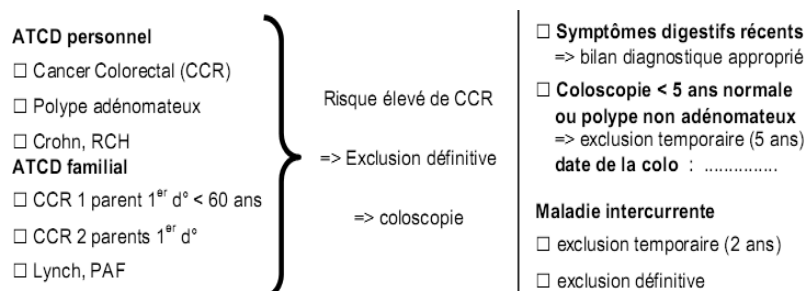 ATCD personnel
☐ Cancer Colorectal (CCR)
☐ Polype adénomateux
☐ Crohn, RCH
ATCD familial
☐ CCR 1 parent 1er d° < 60 ans
☐ CCR 2 parents 1er d°
☐ Lynch, PAF
Risque élevé de CCR
=> Exclusion définitive
=> coloscopie
☐ Symptômes digestifs récents
=> bilan diagnostique approprié
☐ Coloscopie < 5 ans normale
ou polype non adénomateux
=> exclusion temporaire (5 ans)
date de la colo : ...............
Maladie intercurrente
☐ exclusion temporaire (2 ans)
☐ exclusion définitive